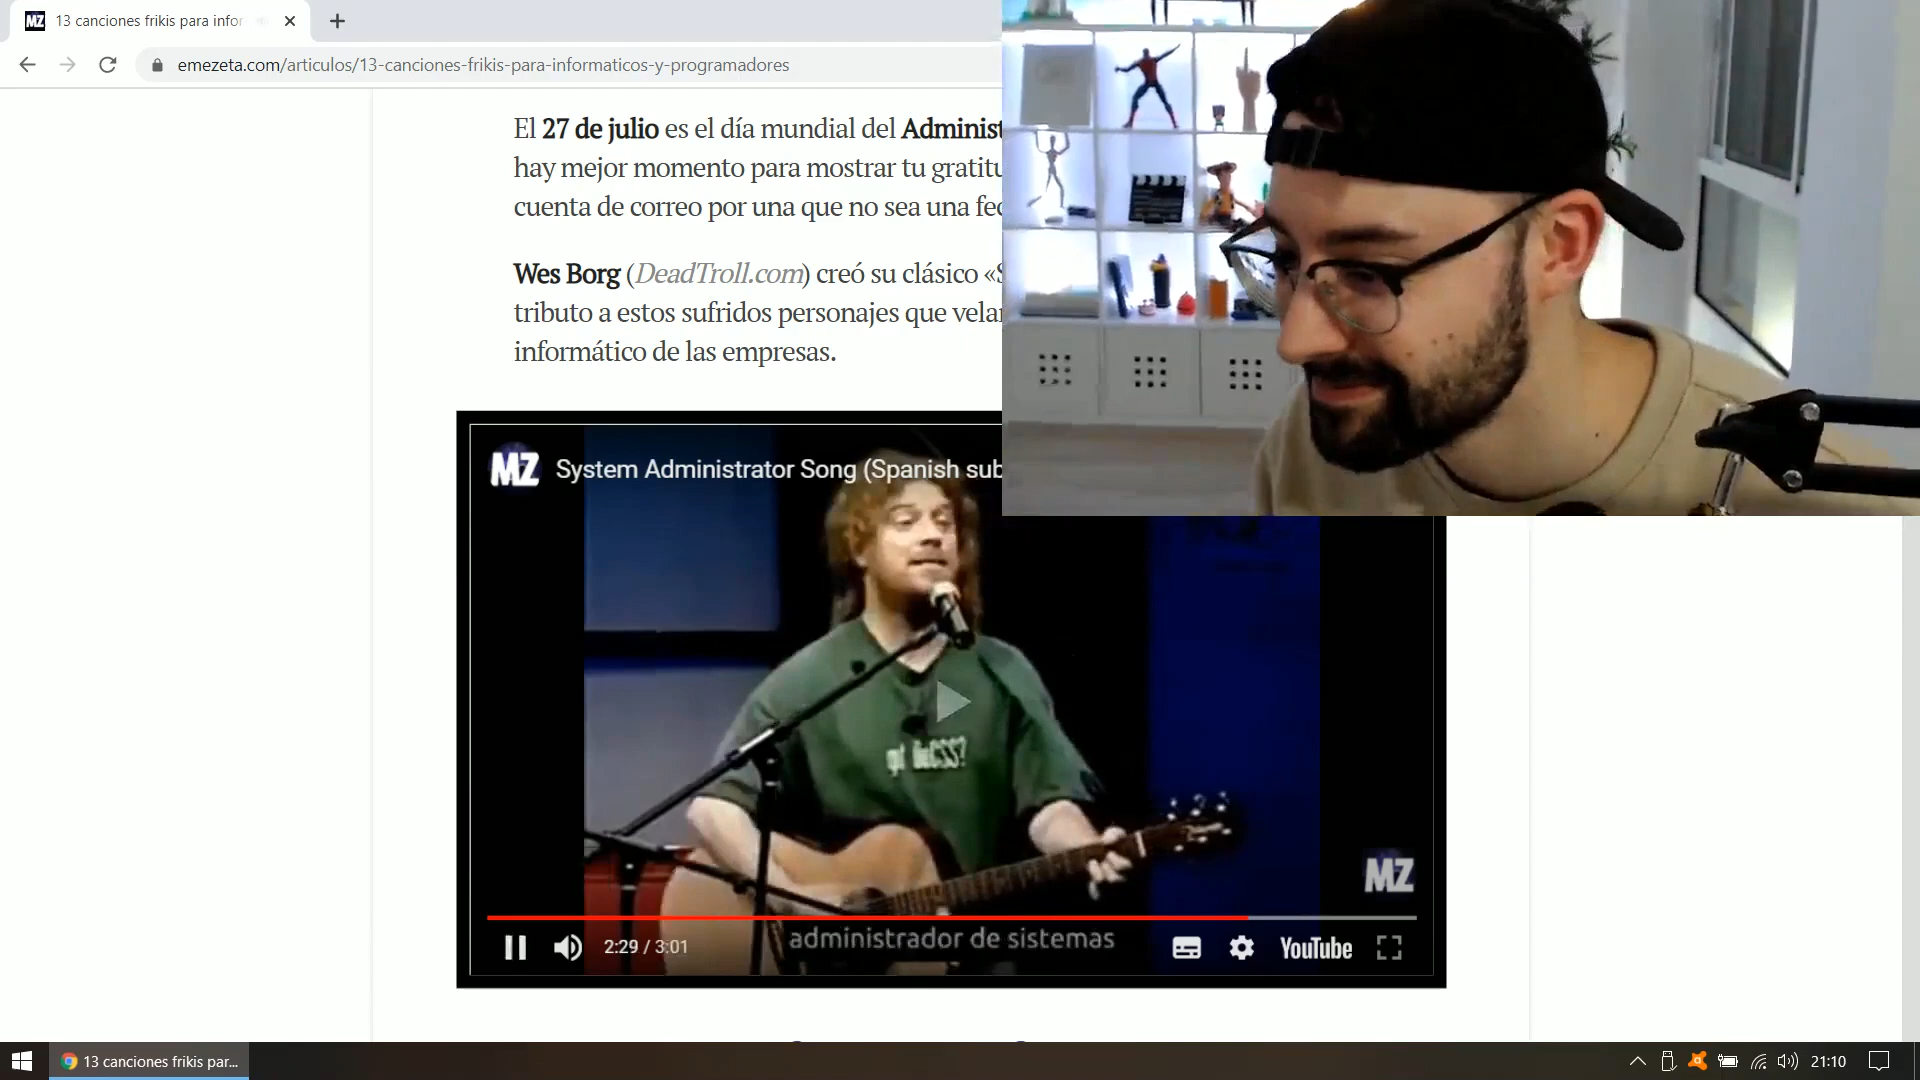 MZ 13 canciones frikis para infor
emezeta.com/articulos/13-canciones-frikis-para-informaticos-y-programadores
El 27 de julio es el día mundial del Administ
hay mejor momento para mostrar tu gratitu
cuenta de correo por una que no sea una fec
Wes Borg (DeadTroll.com) creó su clásico «S
tributo a estos sufridos personajes que velan
informático de las empresas.
MZ System Administrator Song (Spanish sub
MZ
2:29 / 3:01
administrador de sistemas
YouTube
13 canciones frikis par...
21:10